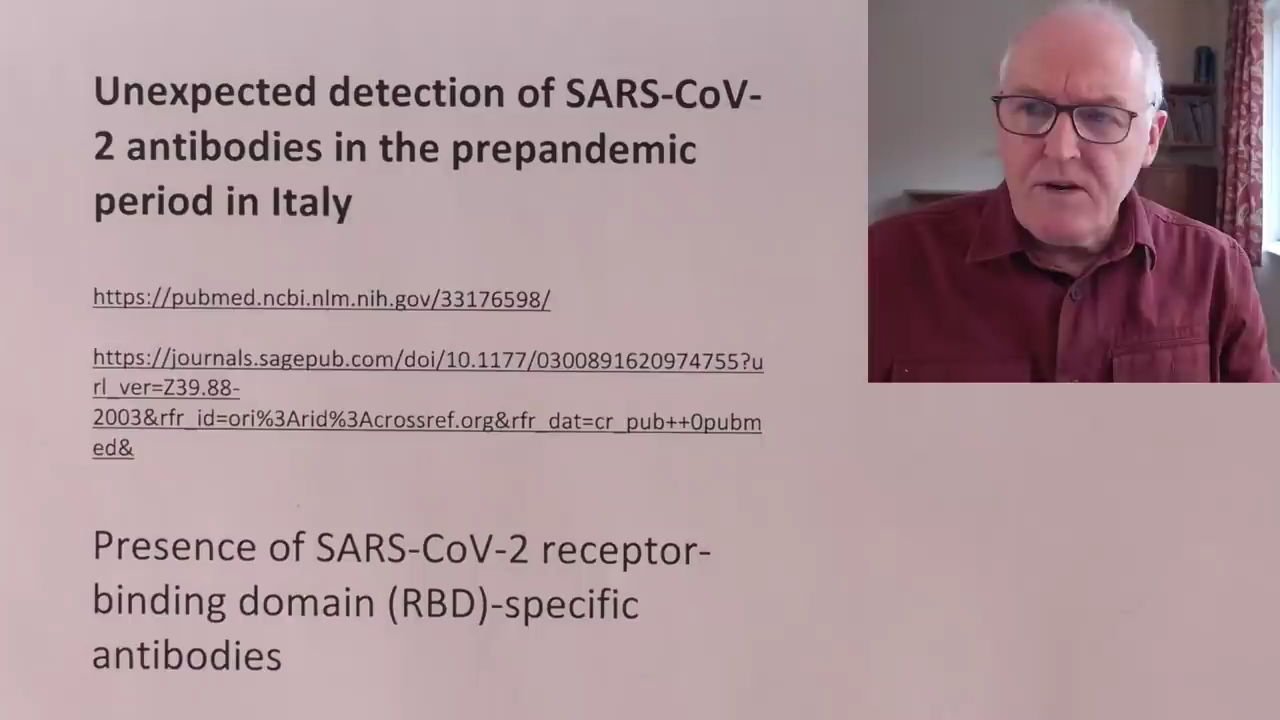 Unexpected detection of SARS-CoV-
2 antibodies in the prepandemic
period in Italy
https://pubmed.ncbi.nlm.nih.gov/33176598/
https://journals.sagepub.com/doi/10.1177/0300891620974755?u
rl_ver=Z39.88-
2003&rfr_id=ori%3Arid%3Acrossref.org&rfr_dat=cr_pub++0pubm
ed&
Presence of SARS-CoV-2 receptor-
binding domain (RBD)-specific
antibodies